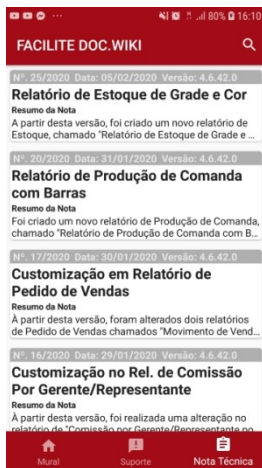 80% 16:10
FACILITE DOC.WIKI
Nº. 25/2020 Data: 05/02/2020 Versão: 4.6.42.0
Relatório de Estoque de Grade e Cor
Resumo da Nota
A partir desta versão, foi criado um novo relatório de
Estoque, chamado "Relatório de Estoque de Grade e ...
Nº. 20/2020 Data: 31/01/2020 Versão: 4.6.42.0
Relatório de Produção de Comanda
com Barras
Resumo da Nota
Foi criado um novo relatório de Produção de Comanda,
chamado "Relatório de Produção de Comanda com B...
Nº. 17/2020 Data: 30/01/2020 Versão: 4.6.42.0
Customização em Relatório de
Pedido de Vendas
Resumo da Nota
À partir desta versão, foram alterados dois relatórios
de Pedido de Vendas chamados "Movimento de Vend...
Nº. 16/2020 Data: 29/01/2020 Versão: 4.6.42.0
Customização no Rel. de Comissão
Por Gerente/Representante
Resumo da Nota
À partir desta versão, foi realizada uma alteração no
relatório de "Comissão por Gerente/Representante no
Mural
Suporte
Nota Técnica